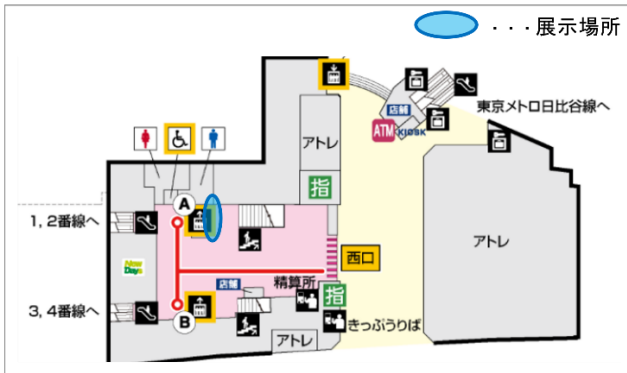 ・・・展示場所
東京メトロ日比谷線へ
店舗
ATM
KIOSK
アトレ
指
A
1, 2番線へ
アトレ
西口
New
Days
店舗
精算所
指
3, 4番線へ
B
きっぷうりば
アトレ